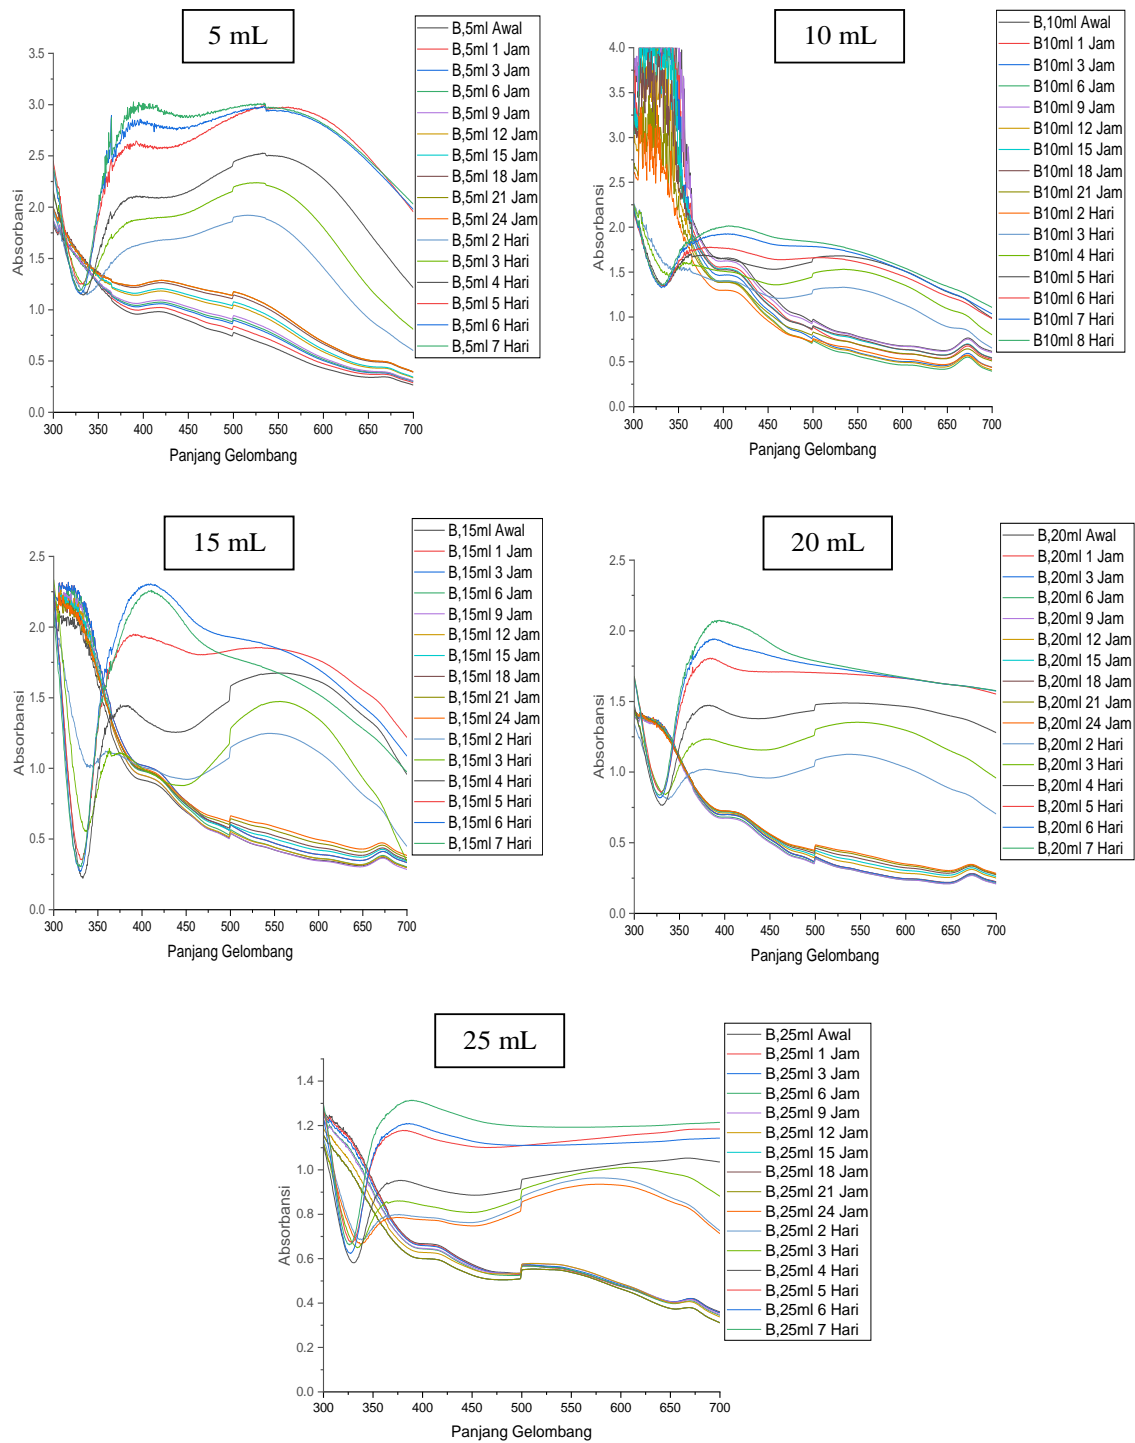 5 mL
B,5ml Awal
B,5ml 1 Jam
B,5ml 3 Jam
B,5ml 6 Jam
B,5ml 9 Jam
B,5ml 12 Jam
B,5ml 15 Jam
B,5ml 18 Jam
B,5ml 21 Jam
B,5ml 24 Jam
B,5ml 2 Hari
B,5ml 3 Hari
B,5ml 4 Hari
B,5ml 5 Hari
B,5ml 6 Hari
B,5ml 7 Hari
3.5
3.0
2.5
2.0
1.5
1.0
0.5
0.0
Absorbansi
300 350 400 450 500 550 600 650 700
Panjang Gelombang
10 mL
B,10ml Awal
B10ml 1 Jam
B10ml 3 Jam
B10ml 6 Jam
B10ml 9 Jam
B10ml 12 Jam
B10ml 15 Jam
B10ml 18 Jam
B10ml 21 Jam
B10ml 2 Hari
B10ml 3 Hari
B10ml 4 Hari
B10ml 5 Hari
B10ml 6 Hari
B10ml 7 Hari
B10ml 8 Hari
4.0
3.5
3.0
2.5
2.0
1.5
1.0
0.5
0.0
Absorbansi
300 350 400 450 500 550 600 650 700
Panjang Gelombang
15 mL
B,15ml Awal
B,15ml 1 Jam
B,15ml 3 Jam
B,15ml 6 Jam
B,15ml 9 Jam
B,15ml 12 Jam
B,15ml 15 Jam
B,15ml 18 Jam
B,15ml 21 Jam
B,15ml 24 Jam
B,15ml 2 Hari
B,15ml 3 Hari
B,15ml 4 Hari
B,15ml 5 Hari
B,15ml 6 Hari
B,15ml 7 Hari
2.5
2.0
1.5
1.0
0.5
0.0
Absorbansi
300 350 400 450 500 550 600 650 700
Panjang Gelombang
20 mL
B,20ml Awal
B,20ml 1 Jam
B,20ml 3 Jam
B,20ml 6 Jam
B,20ml 9 Jam
B,20ml 12 Jam
B,20ml 15 Jam
B,20ml 18 Jam
B,20ml 21 Jam
B,20ml 24 Jam
B,20ml 2 Hari
B,20ml 3 Hari
B,20ml 4 Hari
B,20ml 5 Hari
B,20ml 6 Hari
B,20ml 7 Hari
2.5
2.0
1.5
1.0
0.5
0.0
Absorbansi
300 350 400 450 500 550 600 650 700
Panjang Gelombang
25 mL
B,25ml Awal
B,25ml 1 Jam
B,25ml 3 Jam
B,25ml 6 Jam
B,25ml 9 Jam
B,25ml 12 Jam
B,25ml 15 Jam
B,25ml 18 Jam
B,25ml 21 Jam
B,25ml 24 Jam
B,25ml 2 Hari
B,25ml 3 Hari
B,25ml 4 Hari
B,25ml 5 Hari
B,25ml 6 Hari
B,25ml 7 Hari
1.4
1.2
1.0
0.8
0.6
0.4
0.2
0.0
Absorbansi
300 350 400 450 500 550 600 650 700
Panjang Gelombang